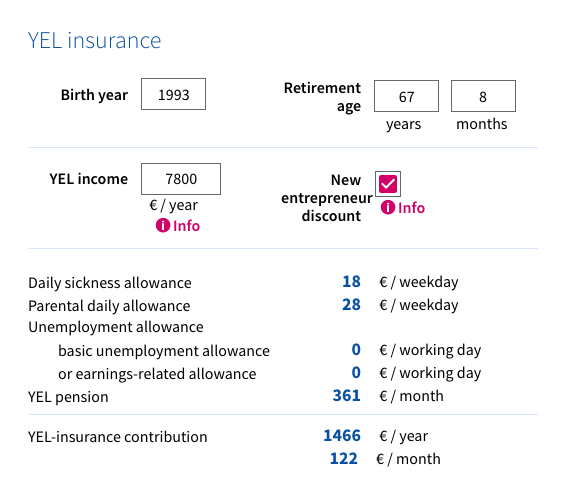 YEL insurance
Birth year 1993
Retirement age 67 8
years months
YEL income 7800
€ / year
Info
New entrepreneur discount
Info
Daily sickness allowance 18 € / weekday
Parental daily allowance 28 € / weekday
Unemployment allowance
basic unemployment allowance 0 € / working day
or earnings-related allowance 0 € / working day
YEL pension 361 € / month
YEL-insurance contribution 1466 € / year
122 € / month